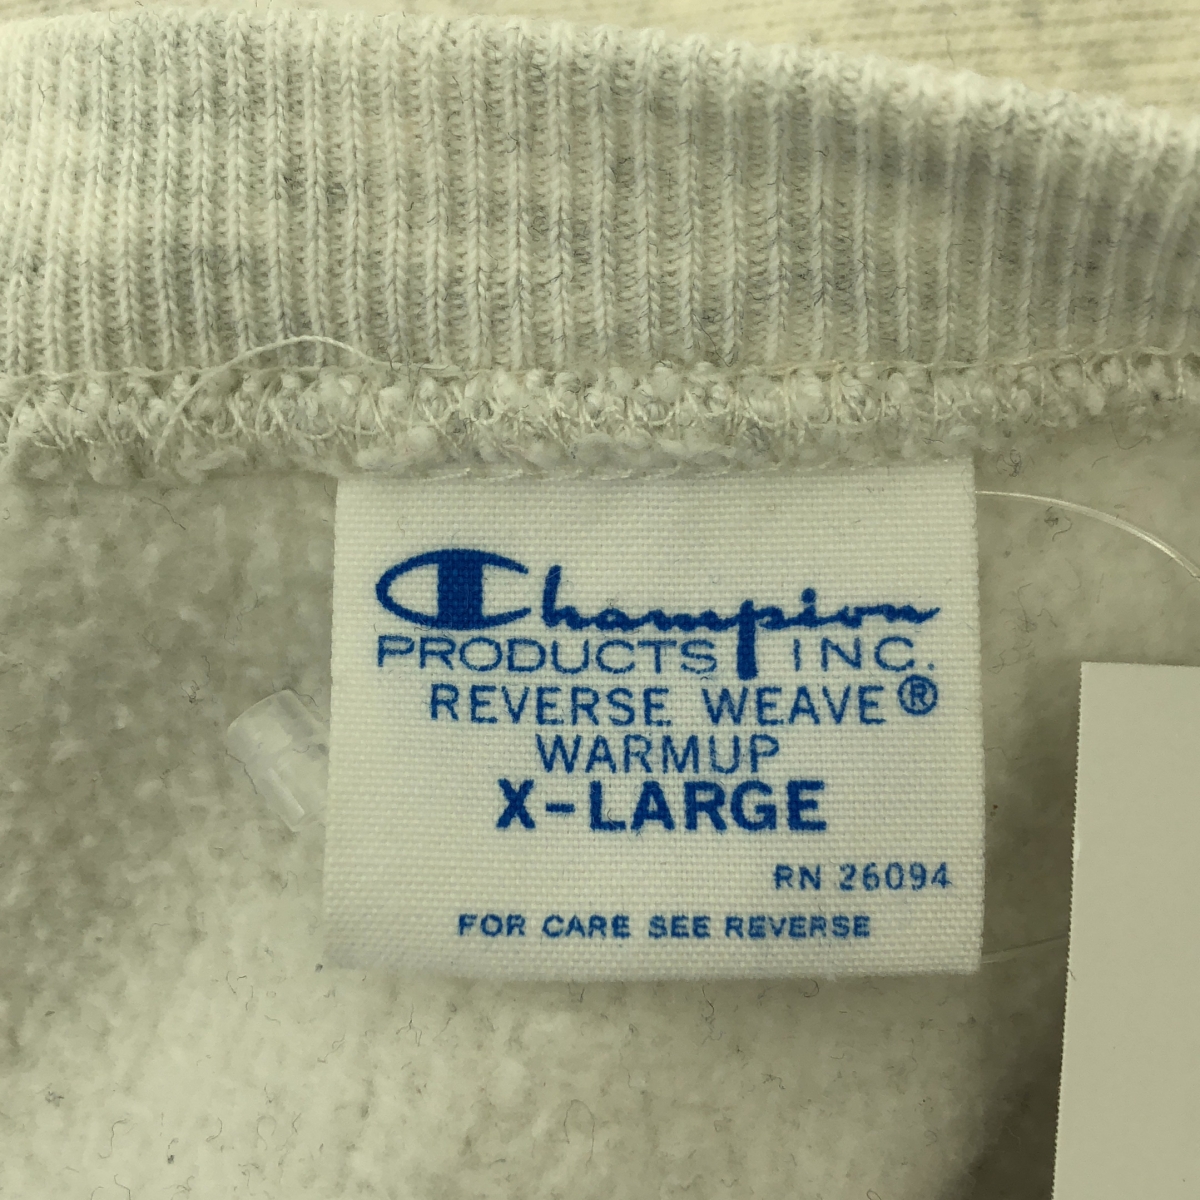 Champion
PRODUCTS INC.
REVERSE WEAVE®
WARMUP
X-LARGE
RN 26094
FOR CARE SEE REVERSE